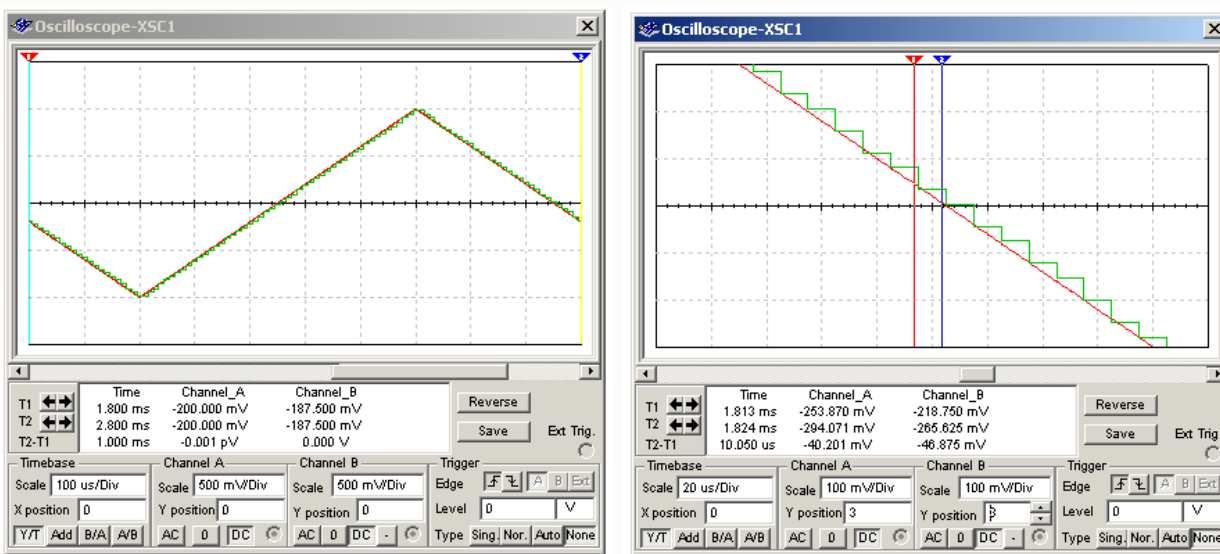 Oscilloscope-XSC1
1 2
Time Channel_A Channel_B
T1 1.800 ms -200.000 mV -187.500 mV
T2 2.800 ms -200.000 mV -187.500 mV
T2-T1 1.000 ms -0.001 pV 0.000 V
Reverse
Save
Ext Trig.
Timebase
Scale 100 us/Div
X position 0
Y/T Add B/A A/B
Channel A
Scale 500 mV/Div
Y position 0
AC 0 DC
Channel B
Scale 500 mV/Div
Y position 0
AC 0 DC -
Trigger
Edge A B Ext
Level 0 V
Type Sing. Nor. Auto None
Oscilloscope-XSC1
1 2
Time Channel_A Channel_B
T1 1.813 ms -253.870 mV -218.750 mV
T2 1.824 ms -294.071 mV -265.625 mV
T2-T1 10.050 us -40.201 mV -46.875 mV
Reverse
Save
Ext Trig
Timebase
Scale 20 us/Div
X position 0
Y/T Add B/A A/B
Channel A
Scale 100 mV/Div
Y position 3
AC 0 DC
Channel B
Scale 100 mV/Div
Y position 3
AC 0 DC -
Trigger
Edge A B Ext
Level 0 V
Type Sing. Nor. Auto None